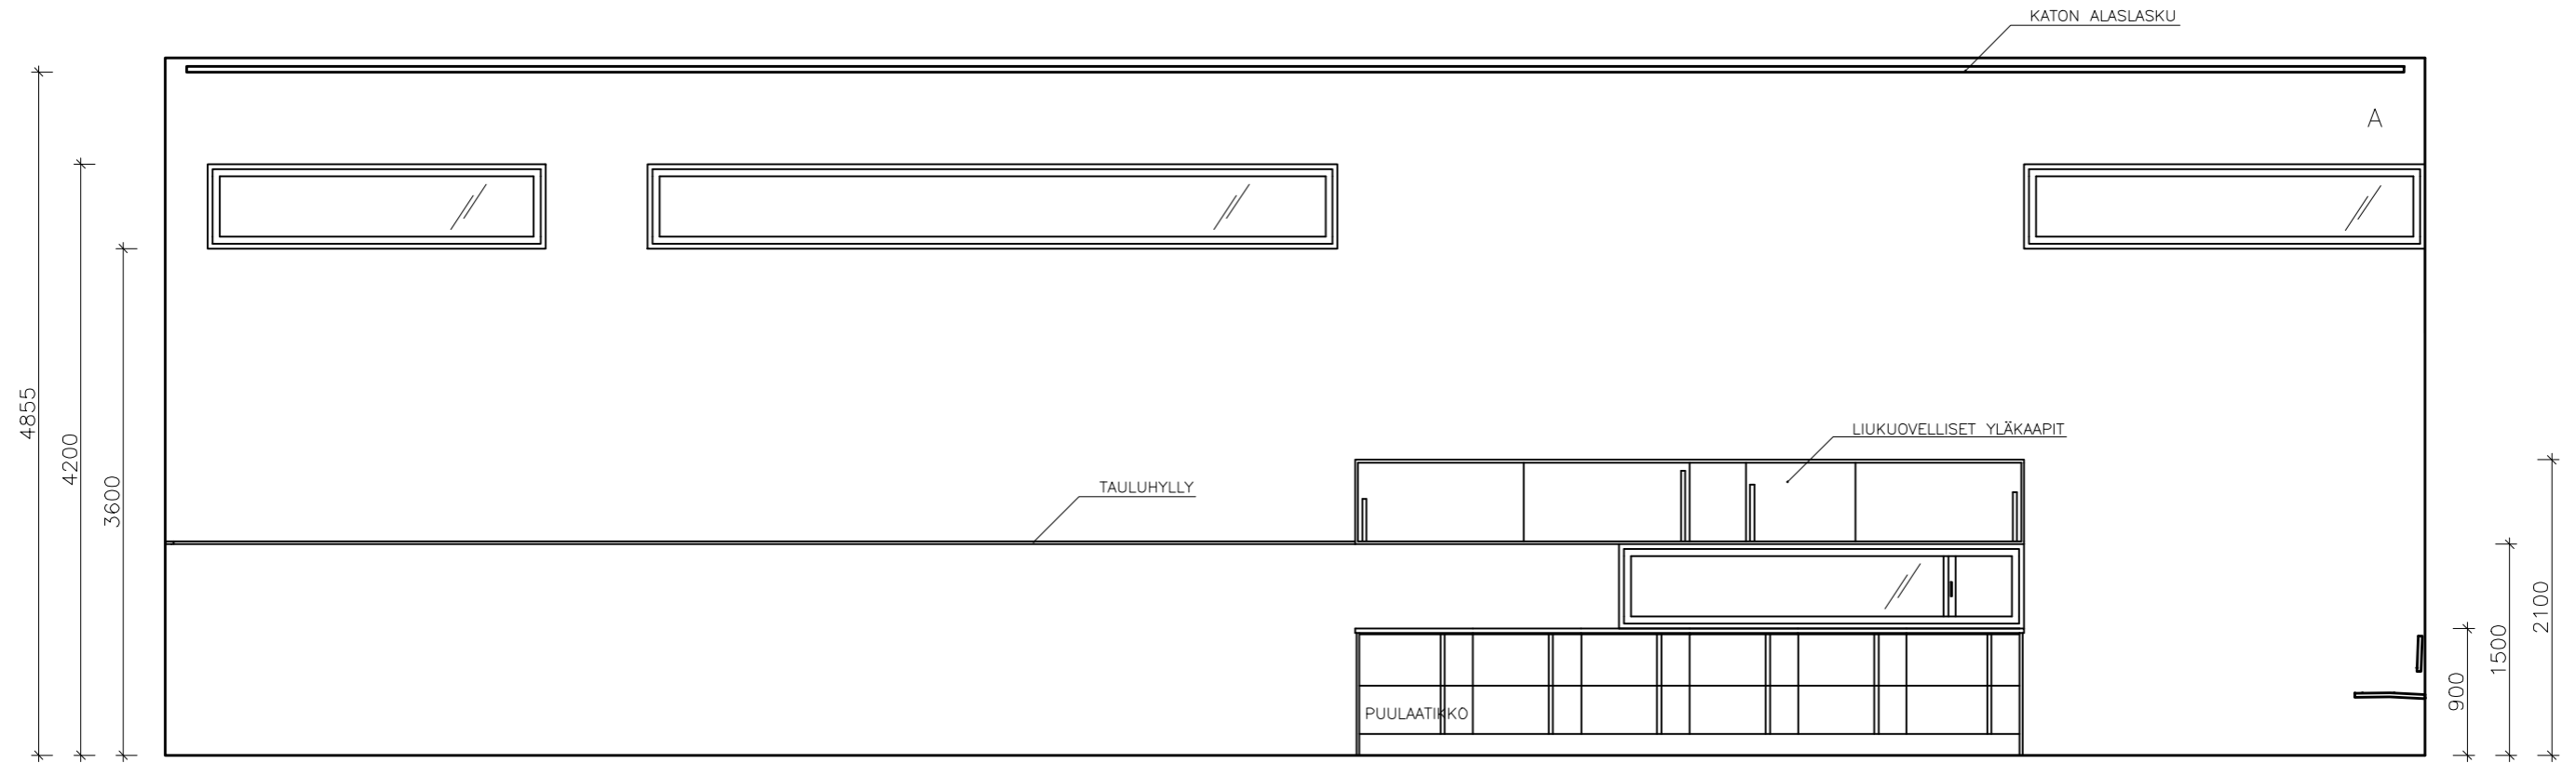 KATON ALASLASKU
A
4855
4200
3600
LIUKUOVELLISET YLÄKAAPIT
TAULUHYLLY
2100
1500
900
PUULAATIKKO